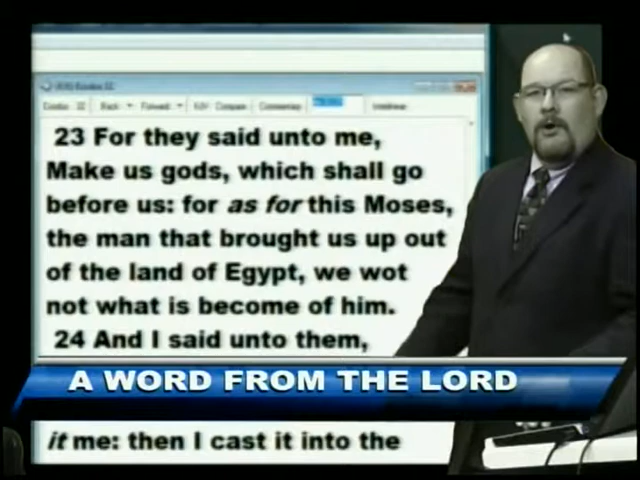 23 For they said unto me,
Make us gods, which shall go
before us: for as for this Moses,
the man that brought us up out
of the land of Egypt, we wot
not what is become of him.
24 And I said unto them,
A WORD FROM THE LORD
it me: then I cast it into the